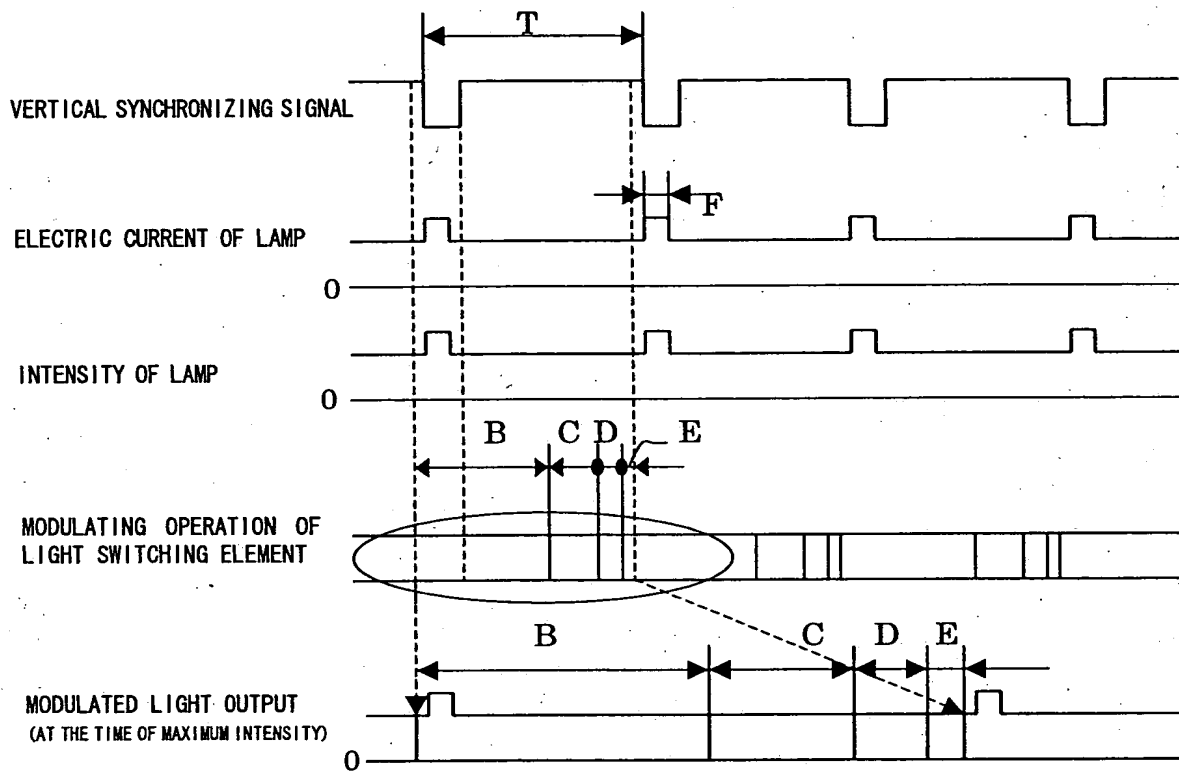 T
VERTICAL SYNCHRONIZING SIGNAL
F
ELECTRIC CURRENT OF LAMP
0
INTENSITY OF LAMP
0
B C D E
MODULATING OPERATION OF
LIGHT SWITCHING ELEMENT
B C D E
MODULATED LIGHT OUTPUT
(AT THE TIME OF MAXIMUM INTENSITY)
0